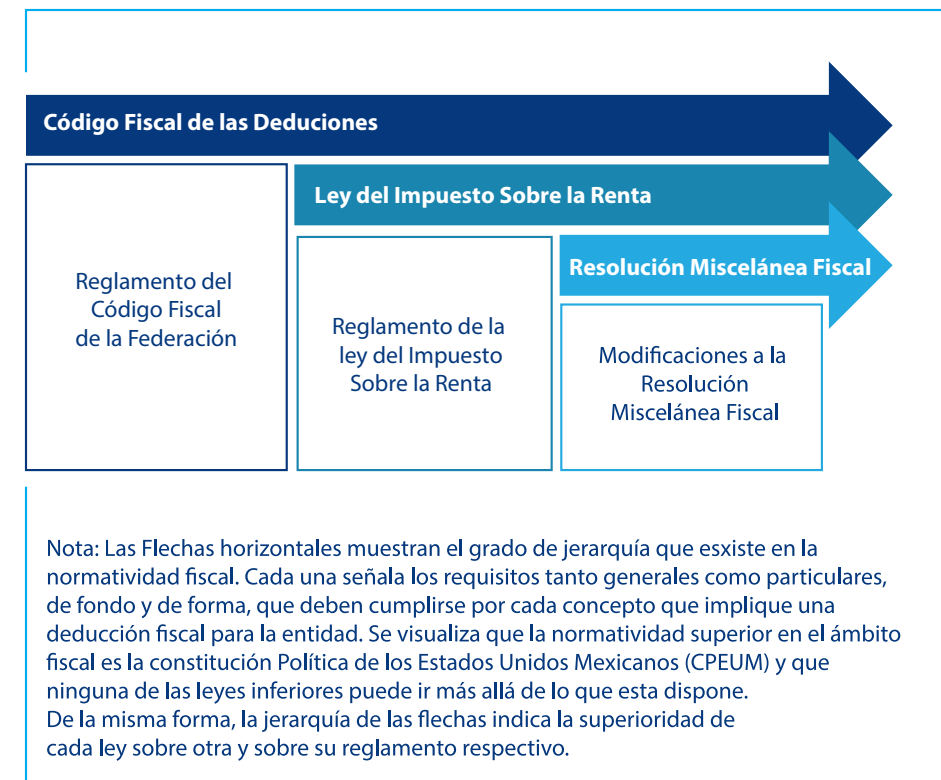 Código Fiscal de las Deduciones
Ley del Impuesto Sobre la Renta
Resolución Miscelánea Fiscal
Reglamento del
Código Fiscal
de la Federación
Reglamento de la
ley del Impuesto
Sobre la Renta
Modificaciones a la
Resolución
Miscelánea Fiscal
Nota: Las Flechas horizontales muestran el grado de jerarquía que esxiste en la
normatividad fiscal. Cada una señala los requisitos tanto generales como particulares,
de fondo y de forma, que deben cumplirse por cada concepto que implique una
deducción fiscal para la entidad. Se visualiza que la normatividad superior en el ámbito
fiscal es la constitución Política de los Estados Unidos Mexicanos (CPEUM) y que
ninguna de las leyes inferiores puede ir más allá de lo que esta dispone.
De la misma forma, la jerarquía de las flechas indica la superioridad de
cada ley sobre otra y sobre su reglamento respectivo.